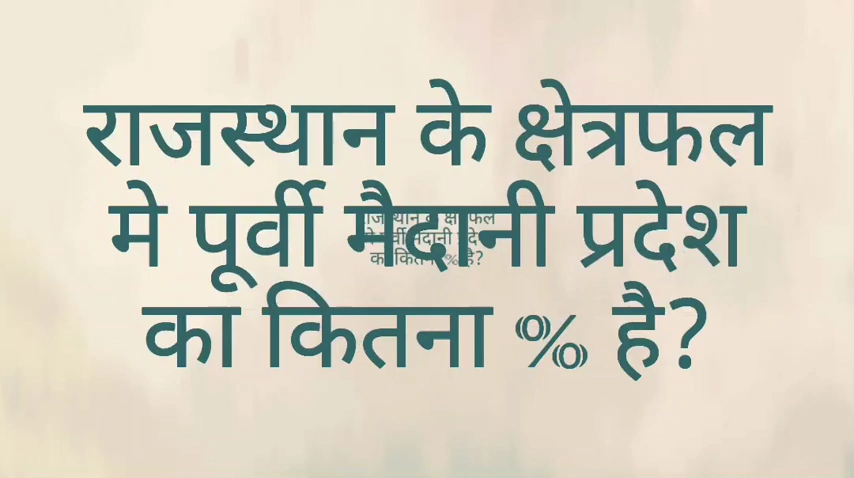 राजस्थान के क्षेत्रफल
मे पूर्वी मैदानी प्रदेश
का कितना % है?